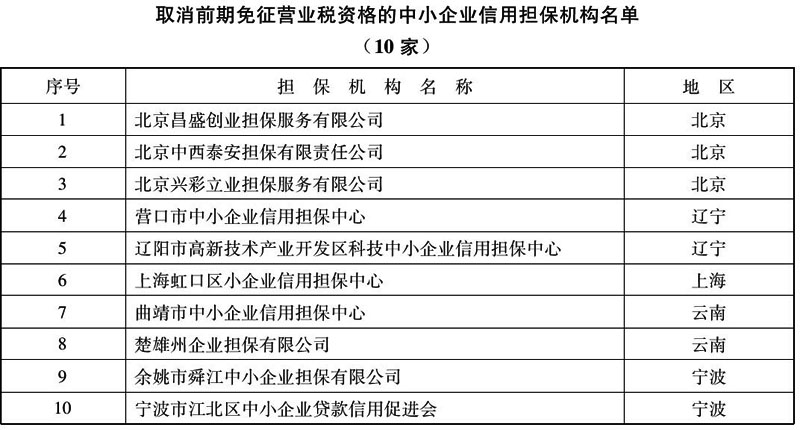 取消前期免征营业税资格的中小企业信用担保机构名单
（10 家）
序号 担 保 机 构 名 称 地 区
1 北京昌盛创业担保服务有限公司 北京
2 北京中西泰安担保有限责任公司 北京
3 北京兴彩立业担保服务有限公司 北京
4 营口市中小企业信用担保中心 辽宁
5 辽阳市高新技术产业开发区科技中小企业信用担保中心 辽宁
6 上海虹口区小企业信用担保中心 上海
7 曲靖市中小企业信用担保中心 云南
8 楚雄州企业担保有限公司 云南
9 余姚市舜江中小企业担保有限公司 宁波
10 宁波市江北区中小企业贷款信用促进会 宁波